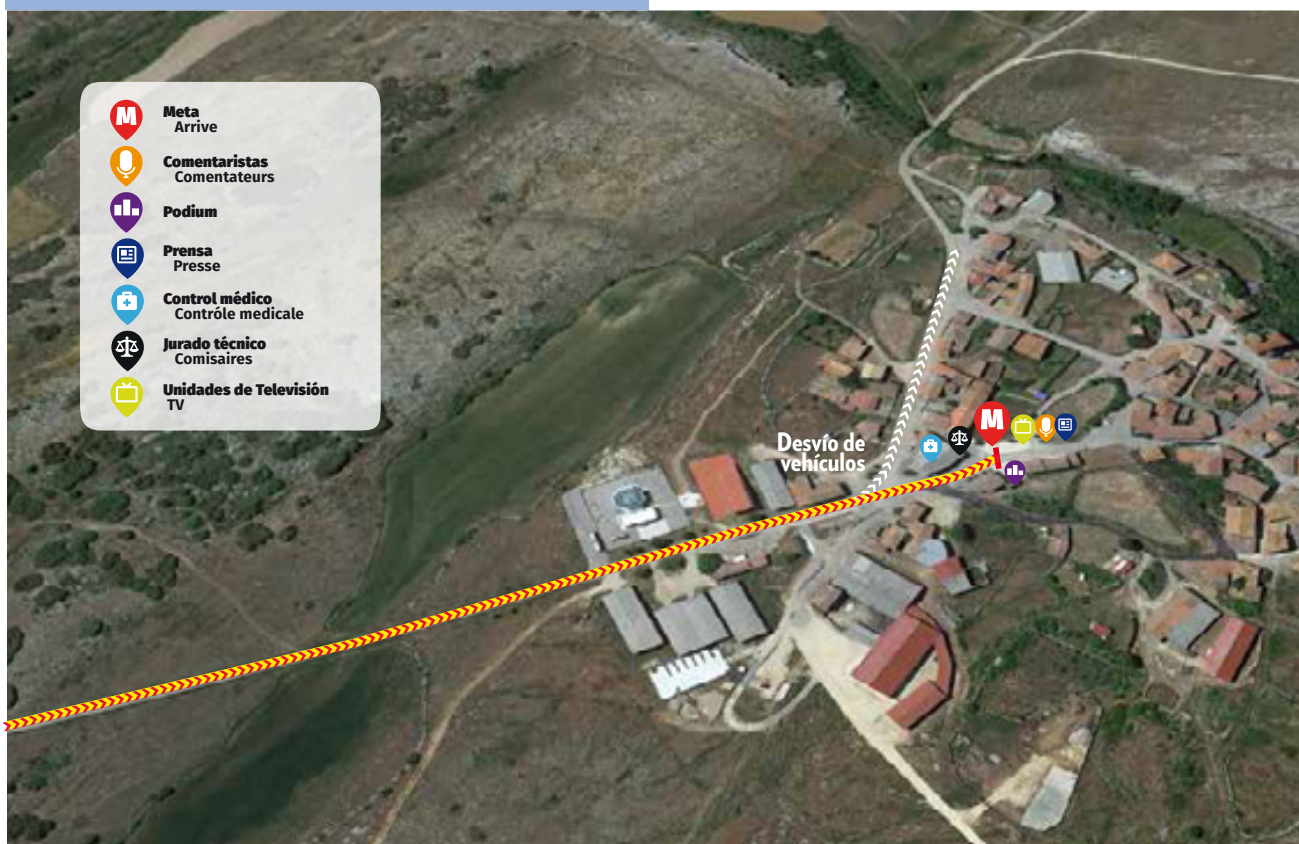 Meta
Arrive
Comentaristas
Comentateurs
Podium
Prensa
Presse
Control médico
Contróle medicale
Jurado técnico
Comisaires
Unidades de Televisión
TV
M
Desvío de
vehículos
M